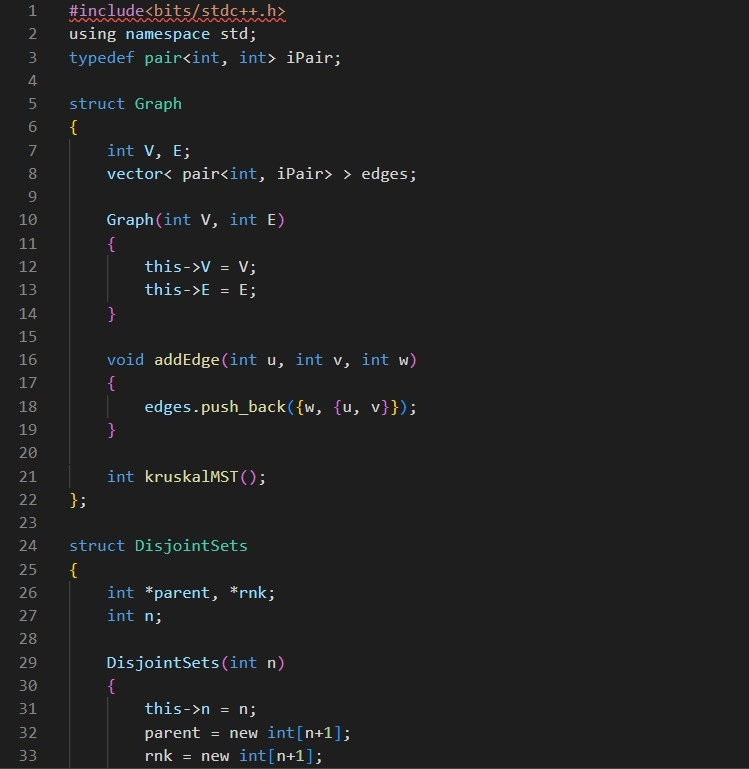 1 #include<bits/stdc++.h>
2 using namespace std;
3 typedef pair<int, int> iPair;
4
5 struct Graph
6 {
7     int V, E;
8     vector< pair<int, iPair> > edges;
9
10     Graph(int V, int E)
11     {
12         this->V = V;
13         this->E = E;
14     }
15
16     void addEdge(int u, int v, int w)
17     {
18         edges.push_back({w, {u, v}});
19     }
20
21     int kruskalMST();
22 };
23
24 struct DisjointSets
25 {
26     int *parent, *rnk;
27     int n;
28
29     DisjointSets(int n)
30     {
31         this->n = n;
32         parent = new int[n+1];
33         rnk = new int[n+1];